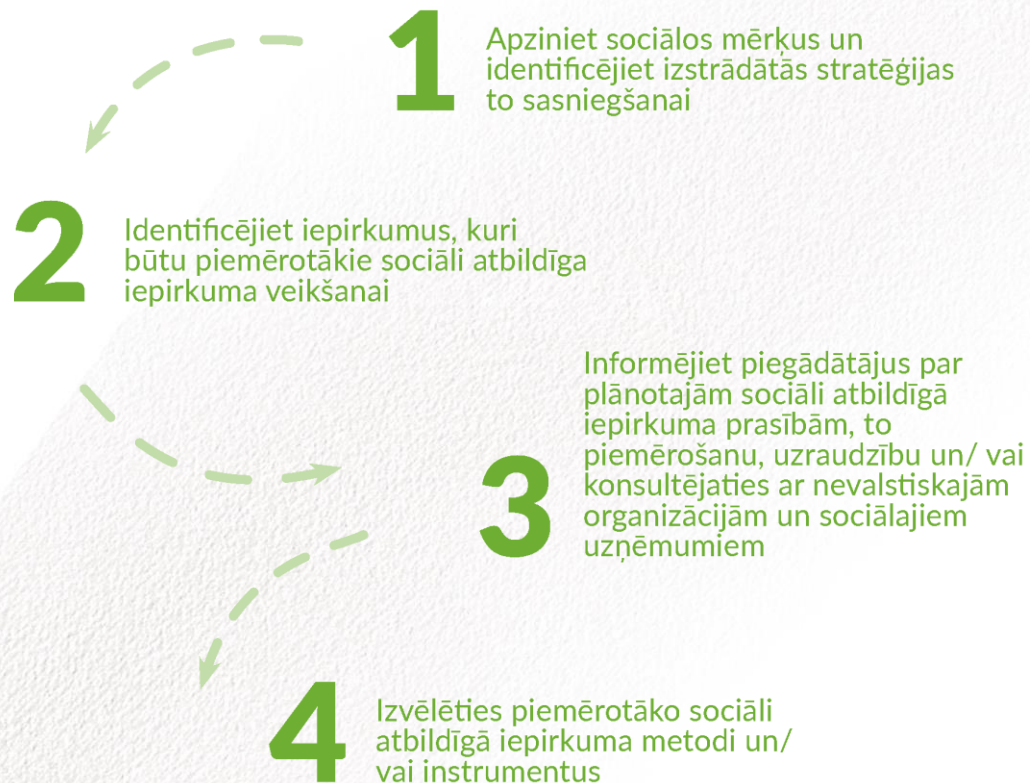 1
Apziniet sociālos mērķus un
identificējiet izstrādātās stratēģijas
to sasniegšanai
2
Identificējiet iepirkumus, kuri
būtu piemērotākie sociāli atbildīga
iepirkuma veikšanai
3
Informējiet piegādātājus par
plānotajām sociāli atbildīgā
iepirkuma prasībām, to
piemērošanu, uzraudzību un/ vai
konsultējaties ar nevalstiskajām
organizācijām un sociālajiem
uzņēmumiem
4
Izvēlēties piemērotāko sociāli
atbildīgā iepirkuma metodi un/
vai instrumentus